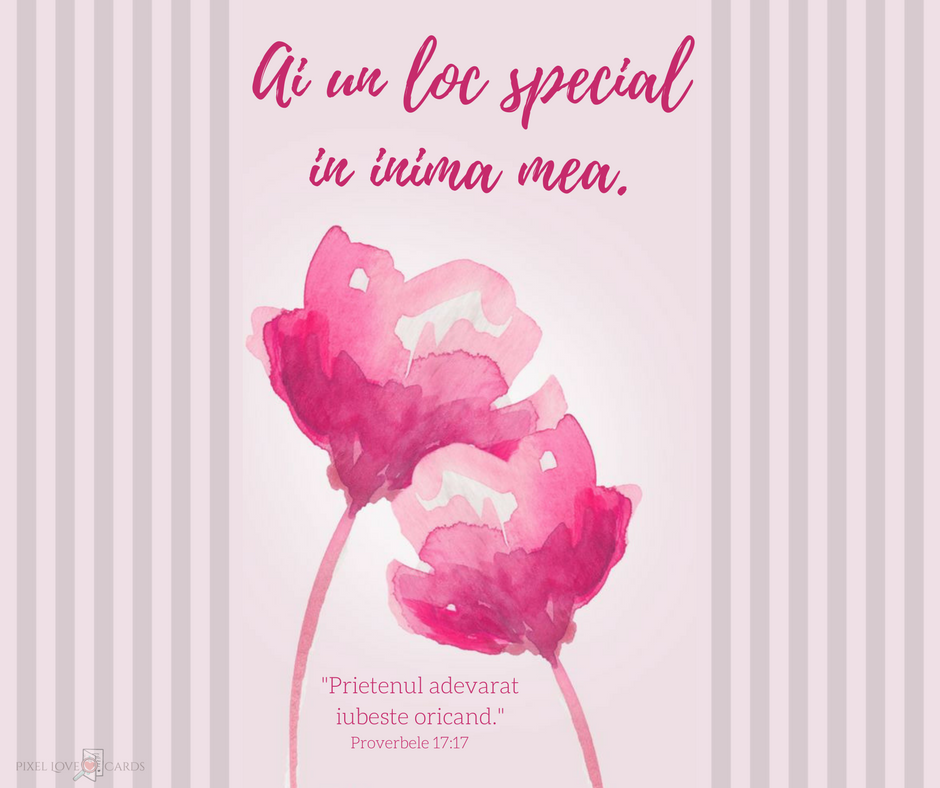 Ai un loc special
in inima mea.
"Prietenul adevarat
iubeste oricand."
Proverbele 17:17
PIXEL LOVE CARDS